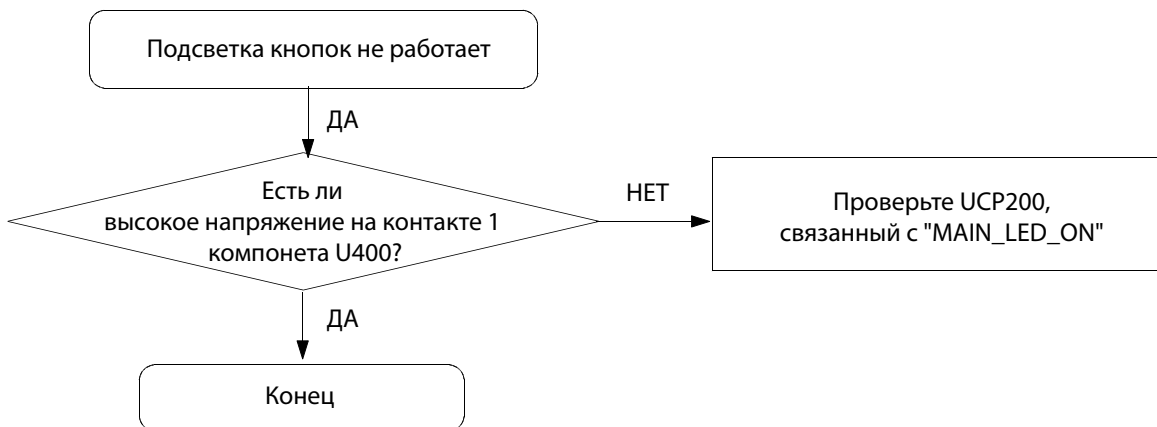 Подсветка кнопок не работает
ДА
Есть ли
высокое напряжение на контакте 1
компонета U400?
НЕТ
Проверьте UCP200,
связанный с "MAIN_LED_ON"
ДА
Конец